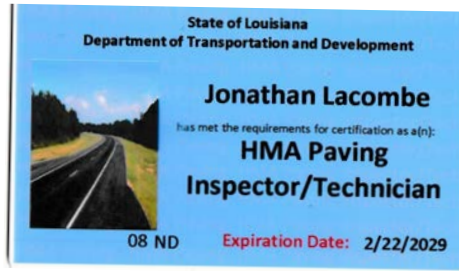 State of Louisiana
Department of Transportation and Development
Jonathan Lacombe
has met the requirements for certification as a(n):
HMA Paving
Inspector/Technician
08 ND
Expiration Date: 2/22/2029